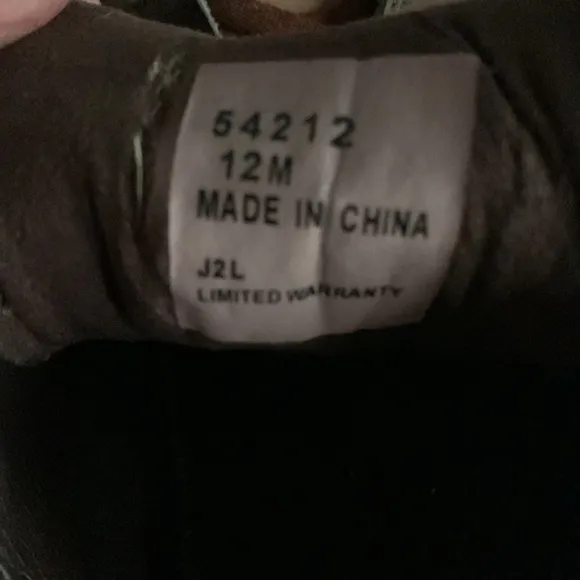 54212
12M
MADE IN CHINA
J2L
LIMITED WARRANTY